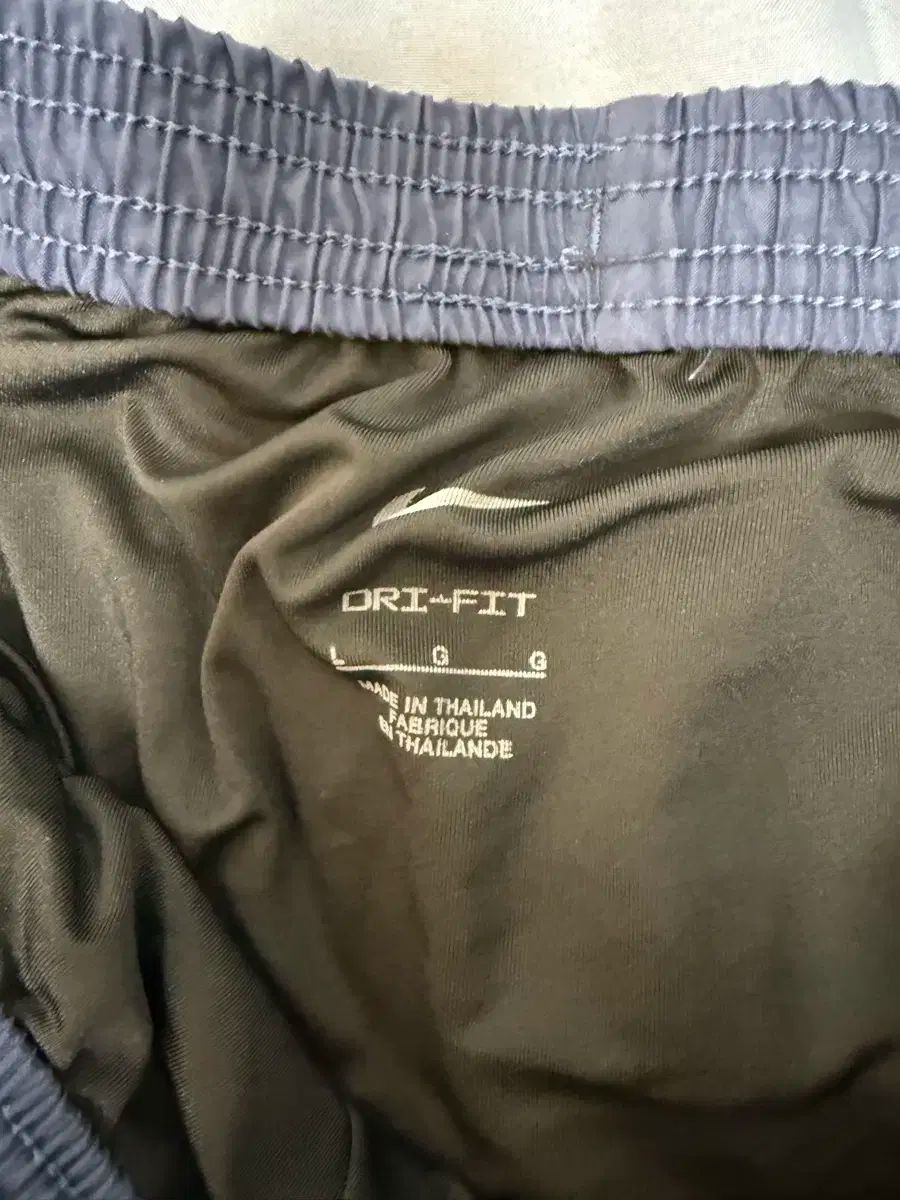 DRI-FIT
L G G
MADE IN THAILAND
FABRIQUE
EN THAILANDE